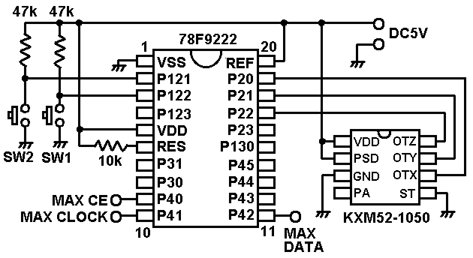 47k 47k
78F9222
DC5V
1 20
VSS REF
P121 P20
P122 P21
P123 P22
VDD P23
RES P130
P31 P45
P30 P44
P40 P43
P41 P42
10 11
SW2 SW1
10k
MAX CE
MAX CLOCK
MAX
DATA
VDD OTZ
PSD OTY
GND OTX
PA ST
KXM52-1050